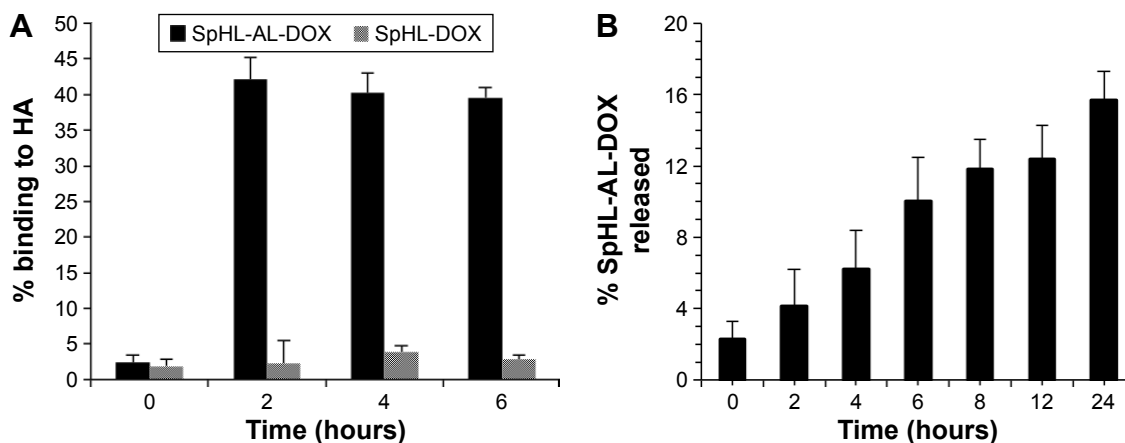 A
SpHL-AL-DOX SpHL-DOX
% binding to HA
50
45
40
35
30
25
20
15
10
5
0
0 2 4 6
Time (hours)
B
% SpHL-AL-DOX
released
20
16
12
8
4
0
0 2 4 6 8 12 24
Time (hours)